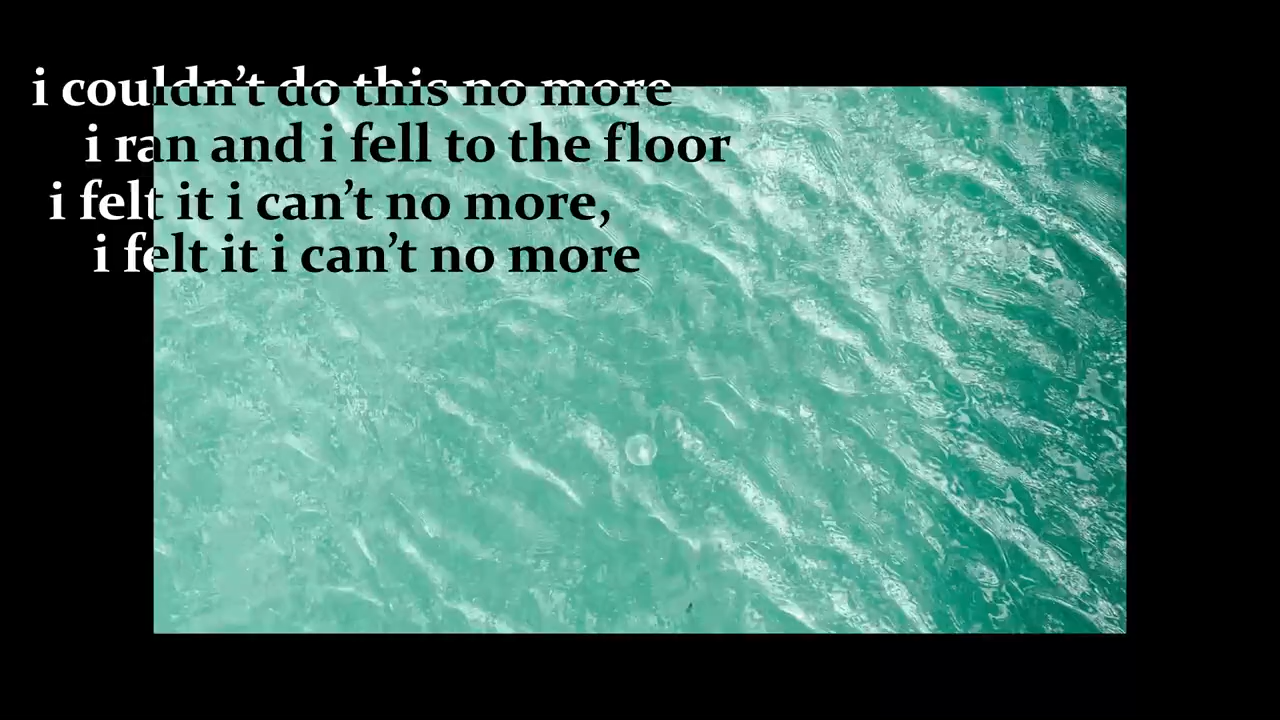 i couldn’t do this no more
i ran and i fell to the floor
i felt it i can’t no more,
i felt it i can’t no more